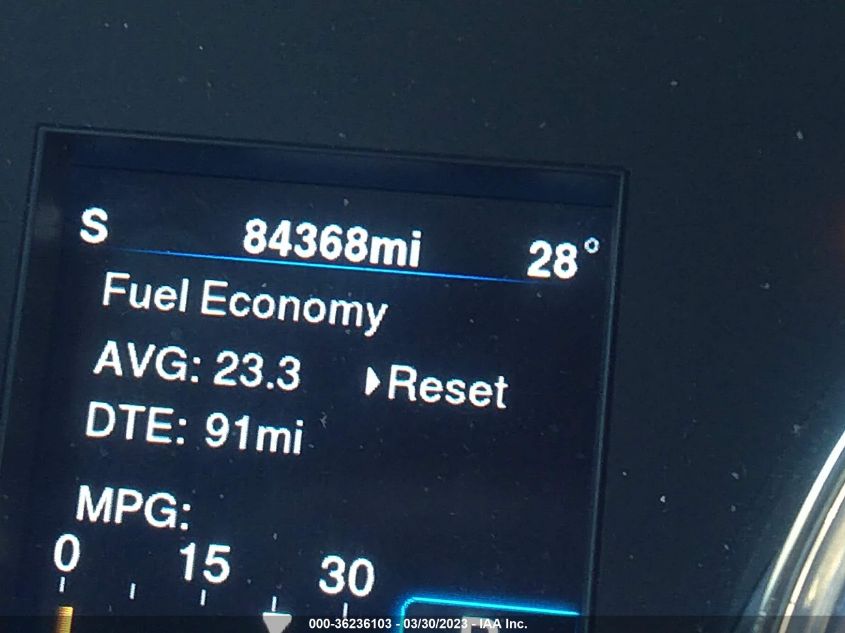 S 84368mi 28°
Fuel Economy
AVG: 23.3 Reset
DTE: 91mi
MPG:
0 15 30
000-36236103 - 03/30/2023 - IAA Inc.